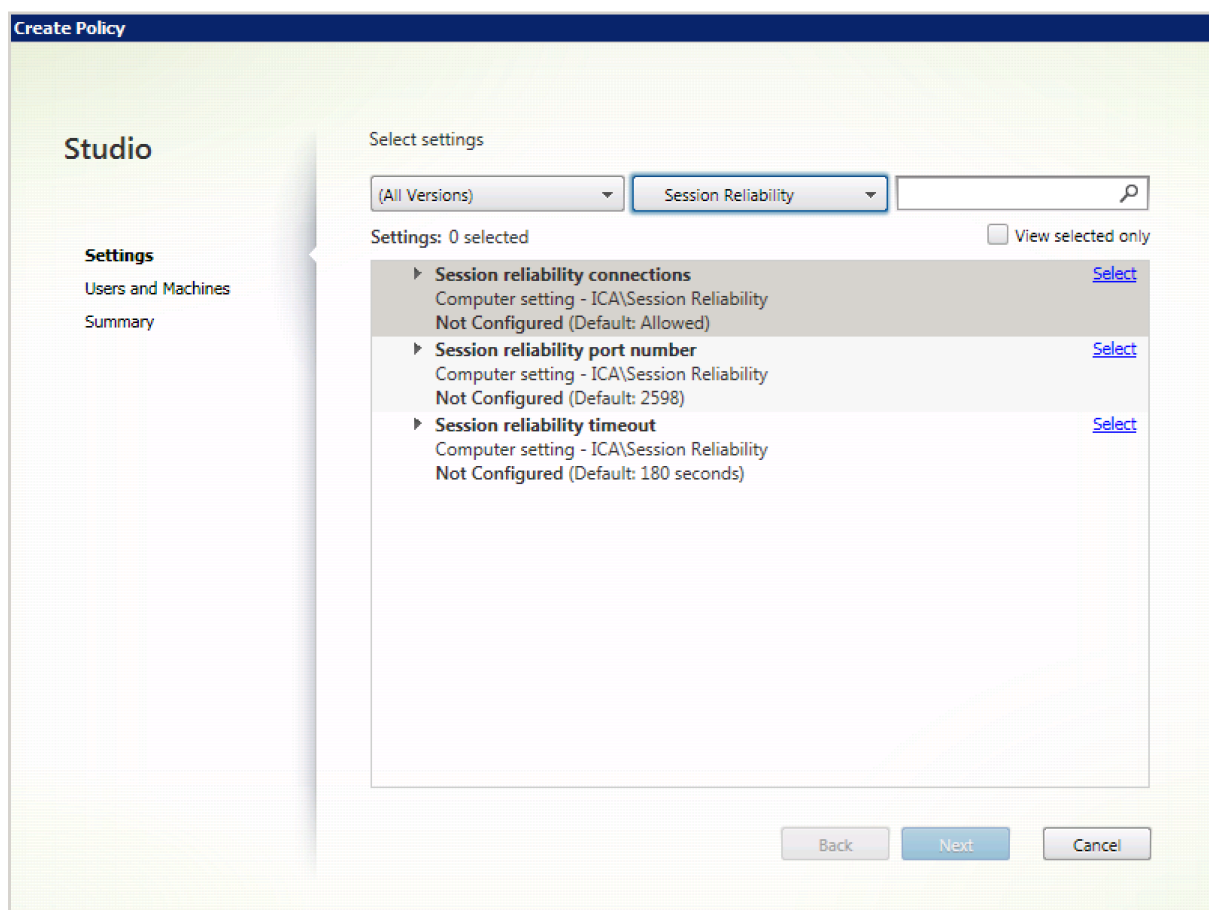 Create Policy
Studio
Settings
Users and Machines
Summary
Select settings
(All Versions)
Session Reliability
Settings: 0 selected
View selected only
Session reliability connections
Select
Computer setting - ICA\Session Reliability
Not Configured (Default: Allowed)
Session reliability port number
Select
Computer setting - ICA\Session Reliability
Not Configured (Default: 2598)
Session reliability timeout
Select
Computer setting - ICA\Session Reliability
Not Configured (Default: 180 seconds)
Back
Next
Cancel